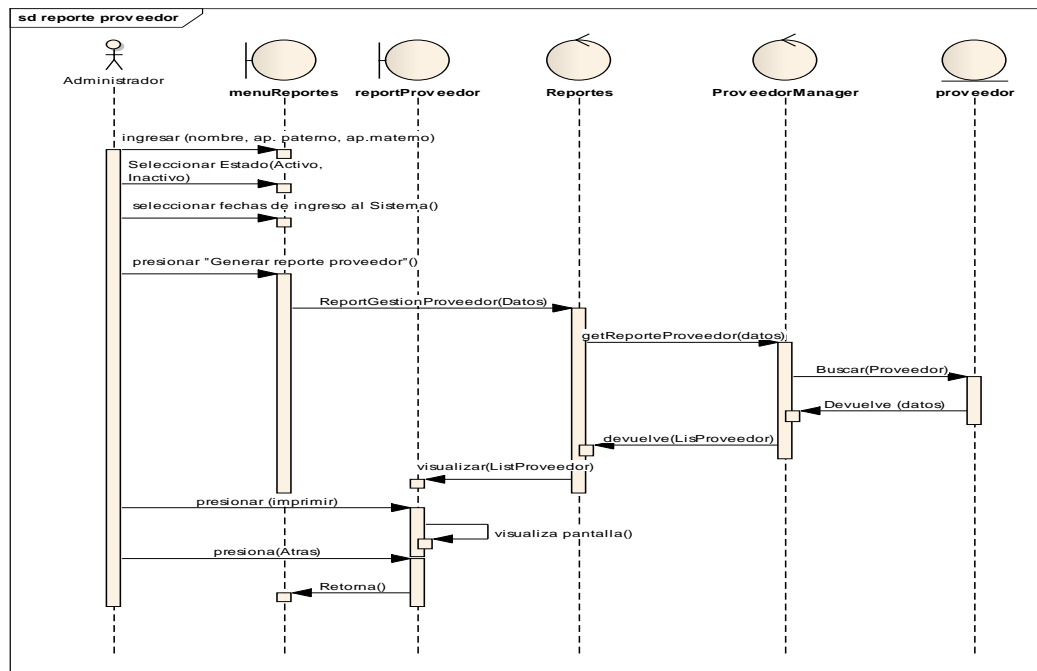 sd reporte proveedor
Administrador
menuReportes
reportProveedor
Reportes
ProveedorManager
proveedor
ingresar (nombre, ap. paterno, ap.materno)
Seleccionar Estado(Activo,
Inactivo)
seleccionar fechas de ingreso al Sistema()
presionar "Generar reporte proveedor"()
ReportGestionProveedor(Datos)
getReporteProveedor(datos)
Buscar(Proveedor)
Devuelve (datos)
devuelve(LisProveedor)
visualizar(ListProveedor)
presionar (imprimir)
visualiza pantalla()
presiona(Atras)
Retorna()